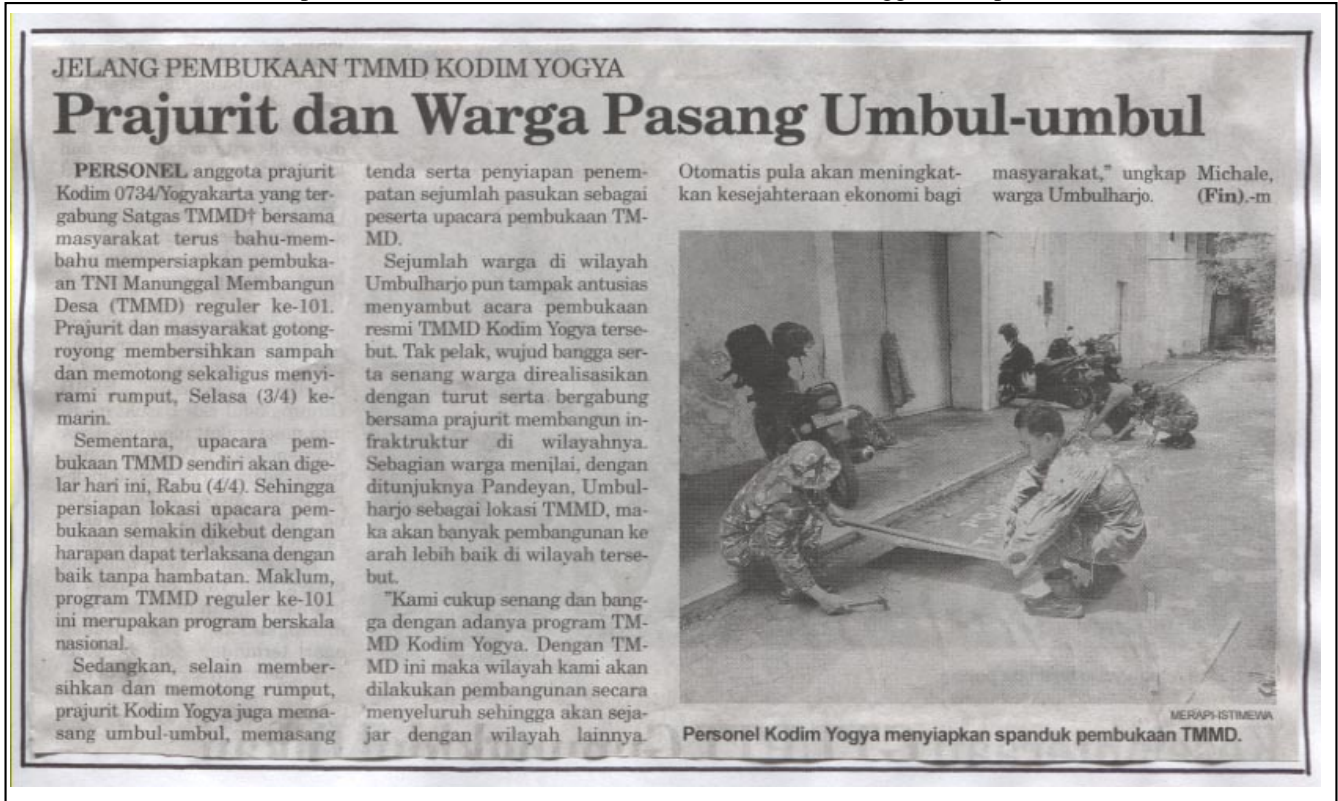 JELANG PEMBUKAAN TMMD KODIM YOGYA
Prajurit dan Warga Pasang Umbul-umbul
PERSONEL anggota prajurit
Kodim 0734/Yogyakarta yang ter-
gabung Satgas TMMD† bersama
masyarakat terus bahu-mem-
bahu mempersiapkan pembuka-
an TNI Manunggal Membangun
Desa (TMMD) reguler ke-101.
Prajurit dan masyarakat gotong-
royong membersihkan sampah
dan memotong sekaligus menyi-
rami rumput, Selasa (3/4) ke-
marin.
Sementara, upacara pem-
bukaan TMMD sendiri akan dige-
lar hari ini, Rabu (4/4). Sehingga
persiapan lokasi upacara pem-
bukaan semakin dikebut dengan
harapan dapat terlaksana dengan
baik tanpa hambatan. Maklum,
program TMMD reguler ke-101
ini merupakan program berskala
nasional.
Sedangkan, selain member-
sihkan dan memotong rumput,
prajurit Kodim Yogya juga mema-
sang umbul-umbul, memasang
tenda serta penyiapan penem-
patan sejumlah pasukan sebagai
peserta upacara pembukaan TM-
MD.
Sejumlah warga di wilayah
Umbulharjo pun tampak antusias
menyambut acara pembukaan
resmi TMMD Kodim Yogya terse-
but. Tak pelak, wujud bangga ser-
ta senang warga direalisasikan
dengan turut serta bergabung
bersama prajurit membangun in-
fraktruktur di wilayahnya.
Sebagian warga menilai, dengan
ditunjuknya Pandeyan, Umbul-
harjo sebagai lokasi TMMD, ma-
ka akan banyak pembangunan ke
arah lebih baik di wilayah terse-
but.
"Kami cukup senang dan bang-
ga dengan adanya program TM-
MD Kodim Yogya. Dengan TM-
MD ini maka wilayah kami akan
dilakukan pembangunan secara
menyeluruh sehingga akan seja-
jar dengan wilayah lainnya.
Otomatis pula akan meningkat-
kan kesejahteraan ekonomi bagi
masyarakat," ungkap Michale,
warga Umbulharjo. (Fin).-m
MERAPI-ISTIMEWA
Personel Kodim Yogya menyiapkan spanduk pembukaan TMMD.